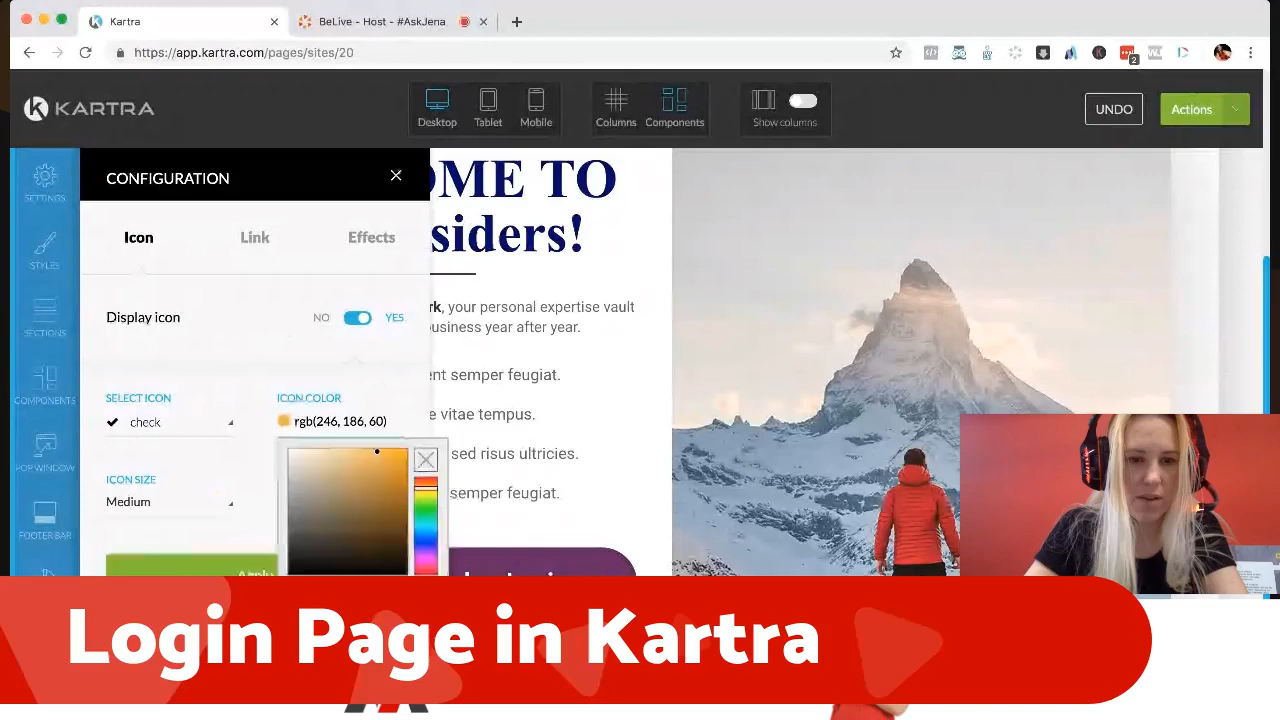 Kartra
BeLive - Host - #AskJena
https://app.kartra.com/pages/sites/20
2
KARTRA
Desktop
Tablet
Mobile
Columns
Components
Show columns
UNDO
Actions
SETTINGS
STYLES
SECTIONS
COMPONENTS
POP WINDOW
FOOTER BAR
CONFIGURATION
Icon
Link
Effects
Display icon
NO
YES
SELECT ICON
check
ICON COLOR
rgb(246, 186, 60)
ICON SIZE
Medium
Apply
OME TO
siders!
rk, your personal expertise vault
business year after year.
nt semper feugiat.
e vitae tempus.
sed risus ultricies.
semper feugiat.
Login Page in Kartra